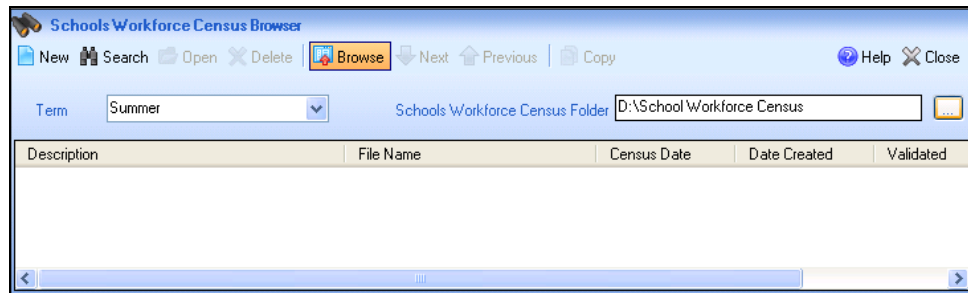 Schools Workforce Census Browser
New Search Open Delete Browse Next Previous Copy Help Close
Term Summer Schools Workforce Census Folder D:\School Workforce Census ...
Description File Name Census Date Date Created Validated